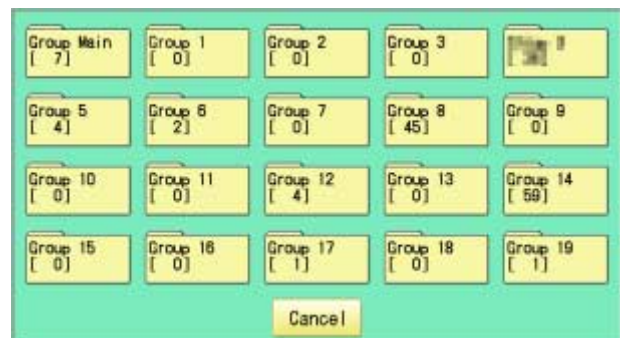 Group Main
[ 7]
Group 1
[ 0]
Group 2
[ 0]
Group 3
[ 0]
Group 5
[ 4]
Group 6
[ 2]
Group 7
[ 0]
Group 8
[ 45]
Group 9
[ 0]
Group 10
[ 0]
Group 11
[ 0]
Group 12
[ 4]
Group 13
[ 0]
Group 14
[ 59]
Group 15
[ 0]
Group 16
[ 0]
Group 17
[ 1]
Group 18
[ 0]
Group 19
[ 1]
Cancel